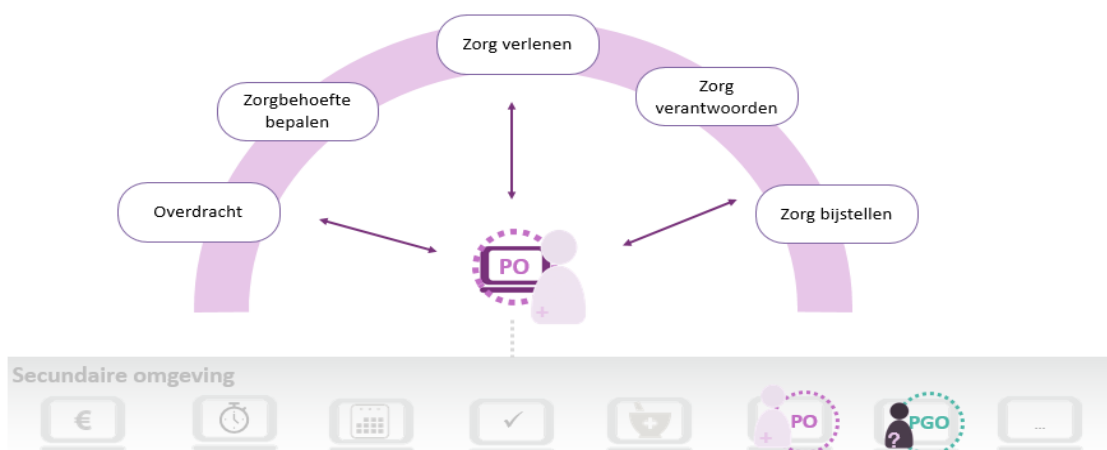 Zorg verlenen
Zorgbehoefte
bepalen
Zorg
verantwoorden
Overdracht
Zorg bijstellen
PO
+
Secundaire omgeving
€
PO
+
PGO
?
...